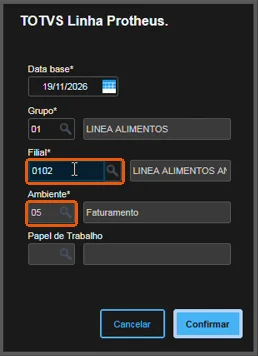 TOTVS Linha Protheus.
Data base*
19/11/2026
Grupo*
01 LINEA ALIMENTOS
Filial*
0102 LINEA ALIMENTOS AN
Ambiente*
05 Faturamento
Papel de Trabalho
Cancelar Confirmar